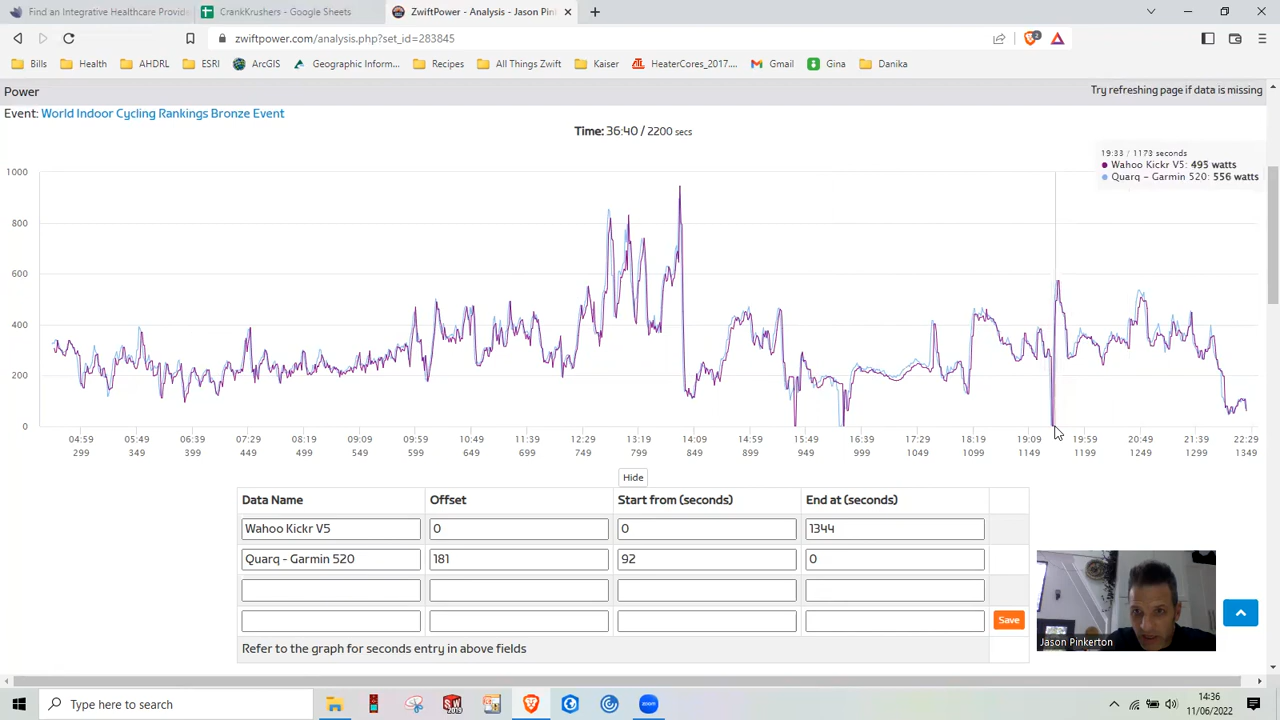 Find an Integrative Healthcare Provide
CrankKrushers - Google Sheets
ZwiftPower - Analysis - Jason Pin
zwiftpower.com/analysis.php?set_id=283845
2
Bills
Health
AHDRL
ESRI
ArcGIS
Geographic Inform...
Recipes
All Things Zwift
Kaiser
HeaterCores_2017....
Gmail
Gina
Danika
Power
Try refreshing page if data is missing
Event: World Indoor Cycling Rankings Bronze Event
Time: 36:40 / 2200 secs
19:33 / 1173 seconds
Wahoo Kickr V5: 495 watts
Quarq - Garmin 520: 556 watts
1000
800
600
400
200
0
04:59 05:49 06:39 07:29 08:19 09:09 09:59 10:49 11:39 12:29 13:19 14:09 14:59 15:49 16:39 17:29 18:19 19:09 19:59 20:49 21:39 22:29
299 349 399 449 499 549 599 649 699 749 799 849 899 949 999 1049 1099 1149 1199 1249 1299 1349
Hide
Data Name Offset Start from (seconds) End at (seconds)
Wahoo Kickr V5 0 0 1344
Quarq - Garmin 520 181 92 0
Save
Refer to the graph for seconds entry in above fields
Jason Pinkerton
Type here to search
14:36
11/06/2022